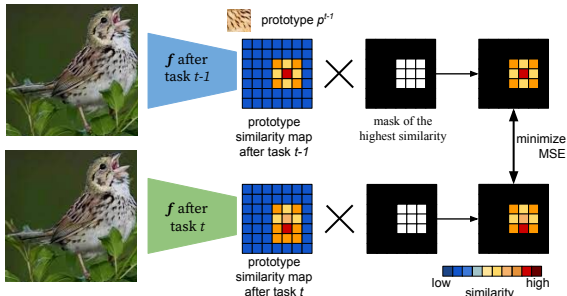 prototype p^t-1
f after
task t-1
prototype
similarity map
after task t-1
mask of the
highest similarity
minimize
MSE
f after
task t
prototype
similarity map
after task t
low
high
similarity